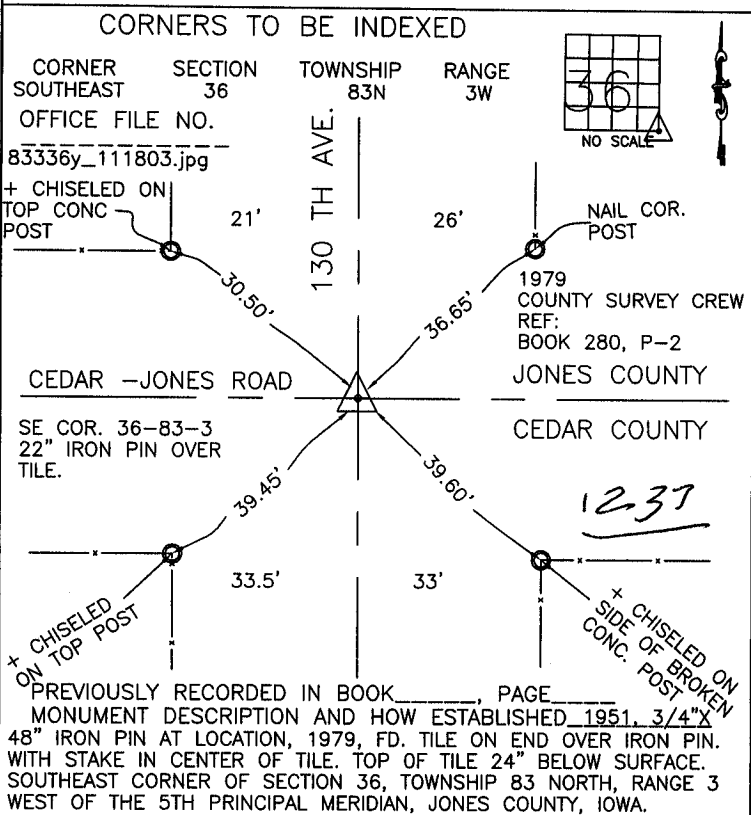 CORNERS TO BE INDEXED
CORNER SECTION TOWNSHIP RANGE
SOUTHEAST 36 83N 3W
36
NO SCALE
OFFICE FILE NO.
83336y_111803.jpg
130 TH AVE.
+ CHISELED ON
TOP CONC
POST
21'
26'
NAIL COR.
POST
30.50'
36.65'
1979
COUNTY SURVEY CREW
REF:
BOOK 280, P-2
CEDAR -JONES ROAD
JONES COUNTY
CEDAR COUNTY
SE COR. 36-83-3
22" IRON PIN OVER
TILE.
39.45'
39.60'
1237
33.5'
33'
+ CHISELED
ON TOP POST
+ CHISELED ON
SIDE OF BROKEN
CONC. POST
PREVIOUSLY RECORDED IN BOOK_______, PAGE_____
MONUMENT DESCRIPTION AND HOW ESTABLISHED 1951, 3/4"X
48" IRON PIN AT LOCATION, 1979, FD. TILE ON END OVER IRON PIN.
WITH STAKE IN CENTER OF TILE. TOP OF TILE 24" BELOW SURFACE.
SOUTHEAST CORNER OF SECTION 36, TOWNSHIP 83 NORTH, RANGE 3
WEST OF THE 5TH PRINCIPAL MERIDIAN, JONES COUNTY, IOWA.